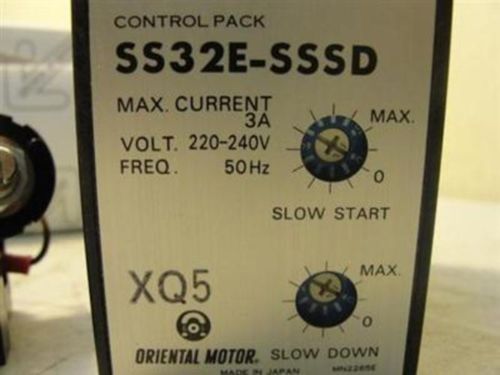 CONTROL PACK
SS32E-SSSD
MAX. CURRENT
3A
VOLT. 220-240V
FREQ. 50Hz
MAX.
0
SLOW START
XQ5
MAX.
0
ORIENTAL MOTOR.
SLOW DOWN
MADE IN JAPAN
MN2265E